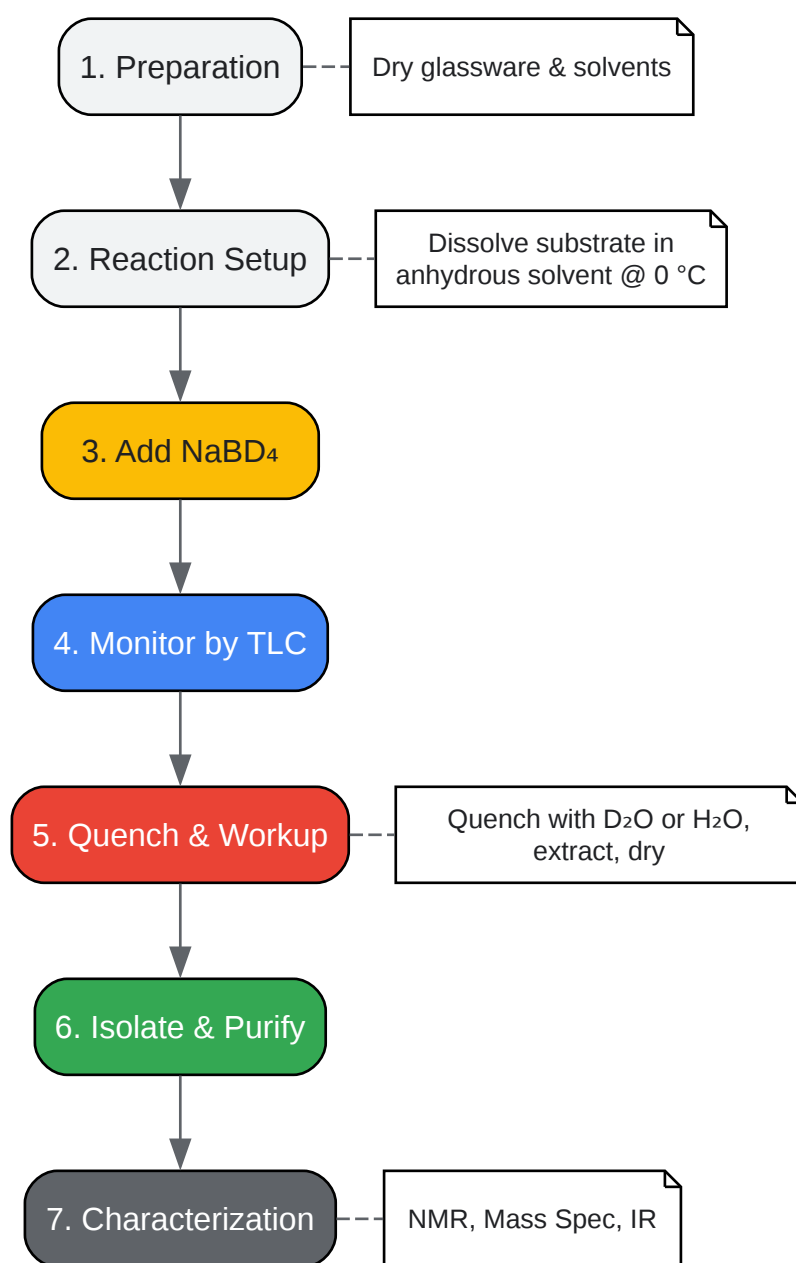 1. Preparation
Dry glassware & solvents
2. Reaction Setup
Dissolve substrate in
anhydrous solvent @ 0 °C
3. Add NaBD₄
4. Monitor by TLC
5. Quench & Workup
Quench with D₂O or H₂O,
extract, dry
6. Isolate & Purify
7. Characterization
NMR, Mass Spec, IR